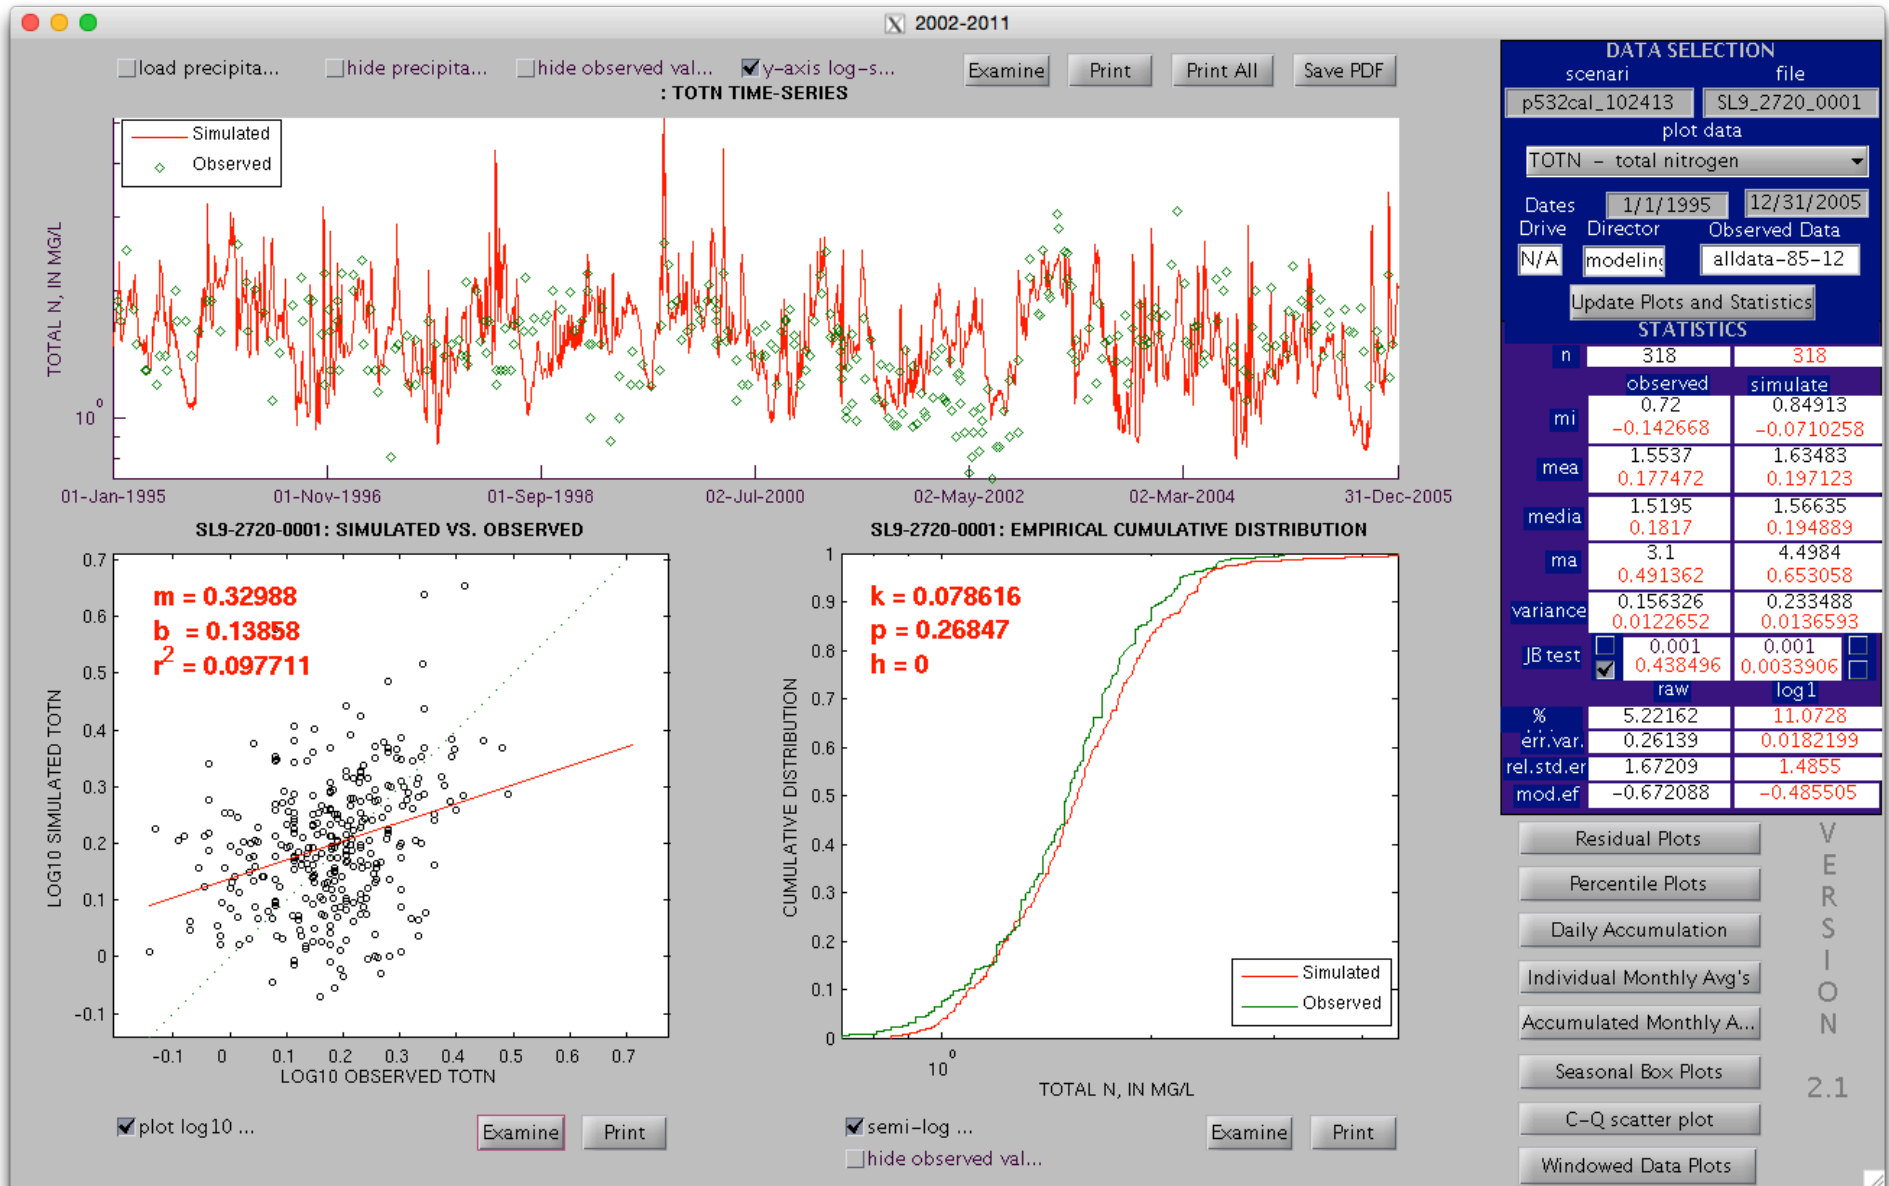 2002-2011
load precipita...
hide precipita...
hide observed val...
y-axis log-s...
Examine
Print
Print All
Save PDF
: TOTN TIME-SERIES
Simulated
Observed
TOTAL N, IN MG/L
10^0
01-Jan-1995
01-Nov-1996
01-Sep-1998
02-Jul-2000
02-May-2002
02-Mar-2004
31-Dec-2005
SL9-2720-0001: SIMULATED VS. OBSERVED
m = 0.32988
b = 0.13858
r^2 = 0.097711
LOG10 SIMULATED TOTN
0.7
0.6
0.5
0.4
0.3
0.2
0.1
0
-0.1
-0.1 0 0.1 0.2 0.3 0.4 0.5 0.6 0.7
LOG10 OBSERVED TOTN
plot log10 ...
Examine
Print
SL9-2720-0001: EMPIRICAL CUMULATIVE DISTRIBUTION
k = 0.078616
p = 0.26847
h = 0
CUMULATIVE DISTRIBUTION
1
0.9
0.8
0.7
0.6
0.5
0.4
0.3
0.2
0.1
0
Simulated
Observed
10^0
TOTAL N, IN MG/L
semi-log ...
hide observed val...
Examine
Print
DATA SELECTION
scenari file
p532cal_102413 SL9_2720_0001
plot data
TOTN - total nitrogen
Dates 1/1/1995 12/31/2005
Drive Director Observed Data
N/A modeling alldata-85-12
Update Plots and Statistics
STATISTICS
n 318 318
observed simulate
mi 0.72 0.84913
-0.142668 -0.0710258
mea 1.5537 1.63483
0.177472 0.197123
media 1.5195 1.56635
0.1817 0.194889
ma 3.1 4.4984
0.491362 0.653058
variance 0.156326 0.233488
0.0122652 0.0136593
JB test 0.001 0.001
0.438496 0.0033906
raw log1
% 5.22162 11.0728
err.var. 0.26139 0.0182199
rel.std.er 1.67209 1.4855
mod.ef -0.672088 -0.485505
Residual Plots
Percentile Plots
Daily Accumulation
Individual Monthly Avg's
Accumulated Monthly A...
Seasonal Box Plots
C-Q scatter plot
Windowed Data Plots
VERSION
2.1